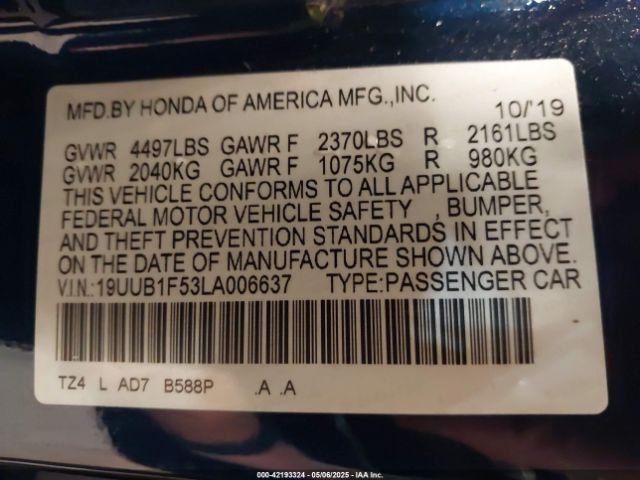 MFD.BY HONDA OF AMERICA MFG.,INC. 10/'19
GVWR 4497LBS GAWR F 2370LBS R 2161LBS
GVWR 2040KG GAWR F 1075KG R 980KG
THIS VEHICLE CONFORMS TO ALL APPLICABLE
FEDERAL MOTOR VEHICLE SAFETY , BUMPER,
AND THEFT PREVENTION STANDARDS IN EFFECT
ON THE DATE OF MANUFACTURE SHOWN ABOVE.
V.I.N.:19UUB1F53LA006637 TYPE:PASSENGER CAR
TZ4 L AD7 B588P .A .A
000-42193324 | 05/06/2025 - IAA Inc.